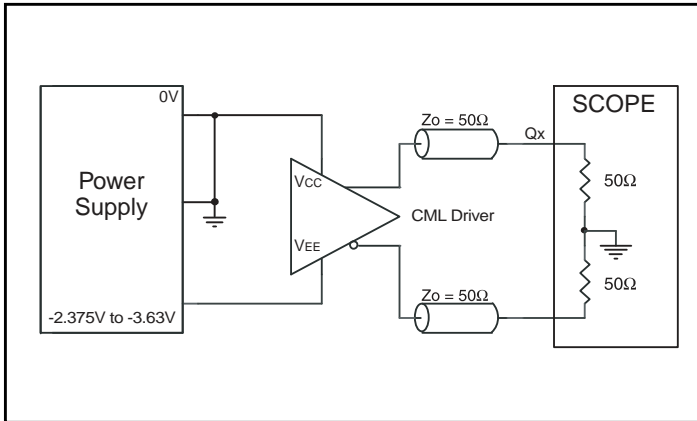 0V
Power
Supply
-2.375V to -3.63V
VCC
VEE
CML Driver
Zo = 50Ω
Qx
Zo = 50Ω
SCOPE
50Ω
50Ω